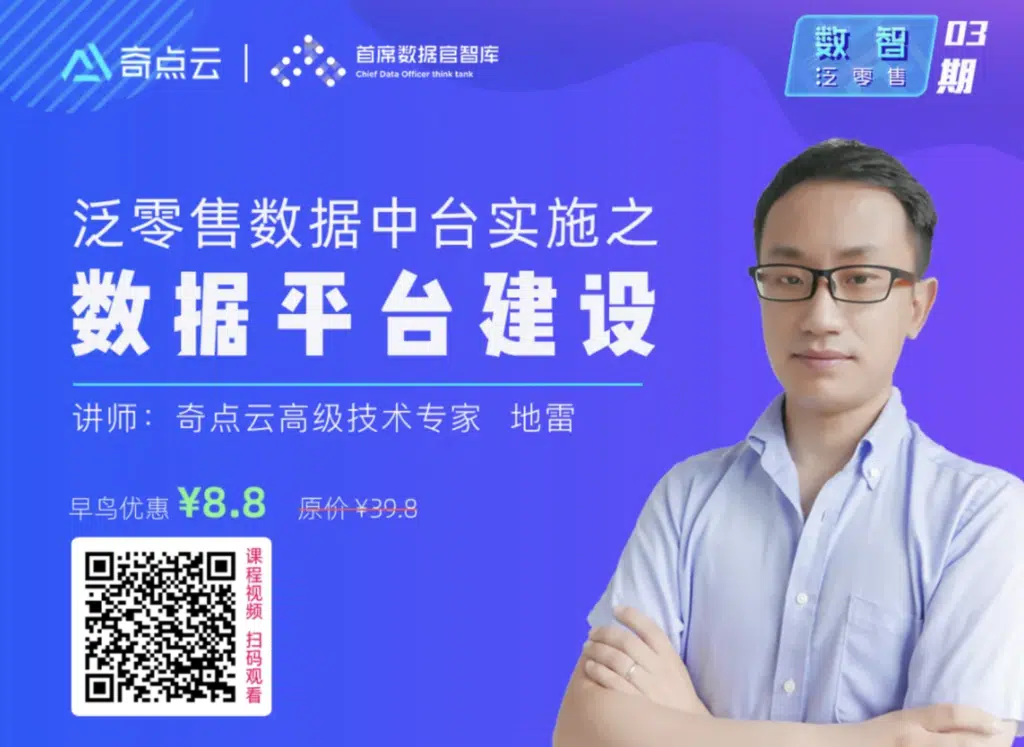 奇点云
首席数据官智库
Chief Data Officer think tank
数智
泛零售
03
期
泛零售数据中台实施之
数据平台建设
讲师：奇点云高级技术专家 地雷
早鸟优惠 ¥8.8 原价 ¥39.8
课程视频 扫码观看